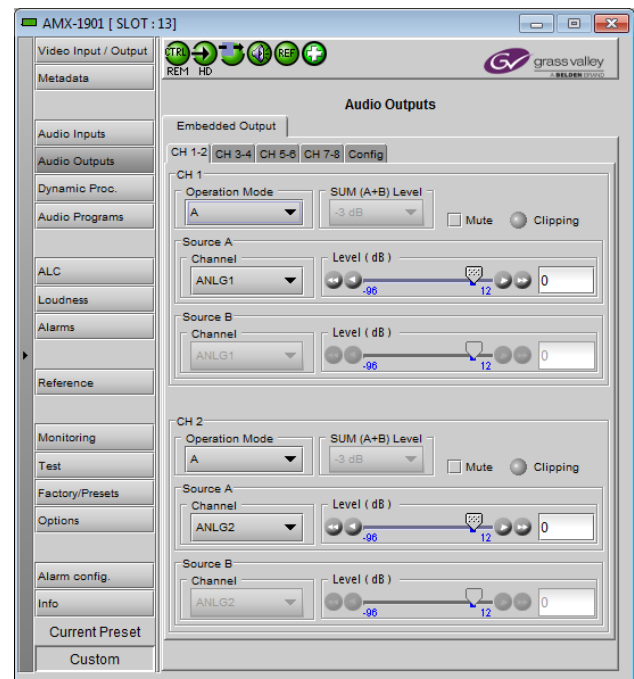 AMX-1901 [ SLOT : 13]
Video Input / Output
Metadata
Audio Inputs
Audio Outputs
Dynamic Proc.
Audio Programs
ALC
Loudness
Alarms
Reference
Monitoring
Test
Factory/Presets
Options
Alarm config.
Info
Current Preset
Custom
CTRL
REF
REM HD
GV grass valley
A BELDEN BRAND
Audio Outputs
Embedded Output
CH 1-2 CH 3-4 CH 5-6 CH 7-8 Config
CH 1
Operation Mode SUM (A+B) Level
A -3 dB Mute Clipping
Source A
Channel Level ( dB )
ANLG1 -96 12 0
Source B
Channel Level ( dB )
ANLG1 -96 12 0
CH 2
Operation Mode SUM (A+B) Level
A -3 dB Mute Clipping
Source A
Channel Level ( dB )
ANLG2 -96 12 0
Source B
Channel Level ( dB )
ANLG2 -96 12 0